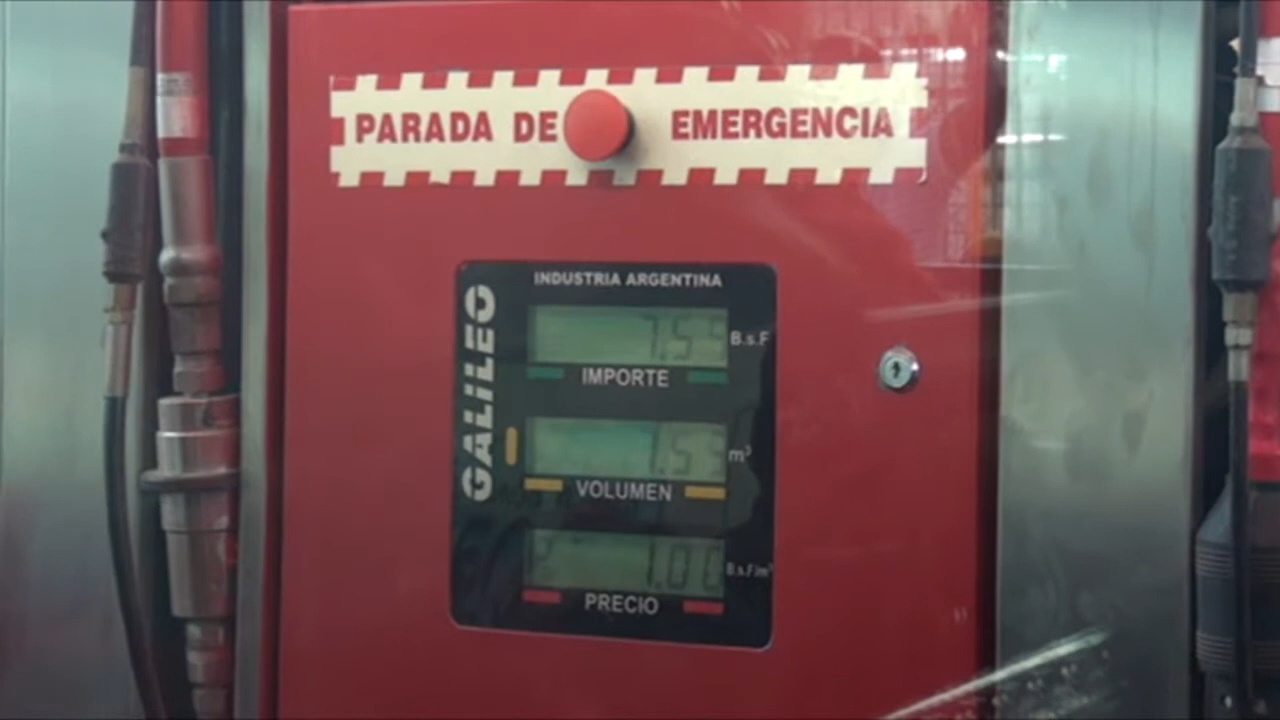 PARADA DE EMERGENCIA
INDUSTRIA ARGENTINA
GALILEO
7.55 B.s.F
IMPORTE
7.55 m³
VOLUMEN
1.00 B.s.F/m³
PRECIO